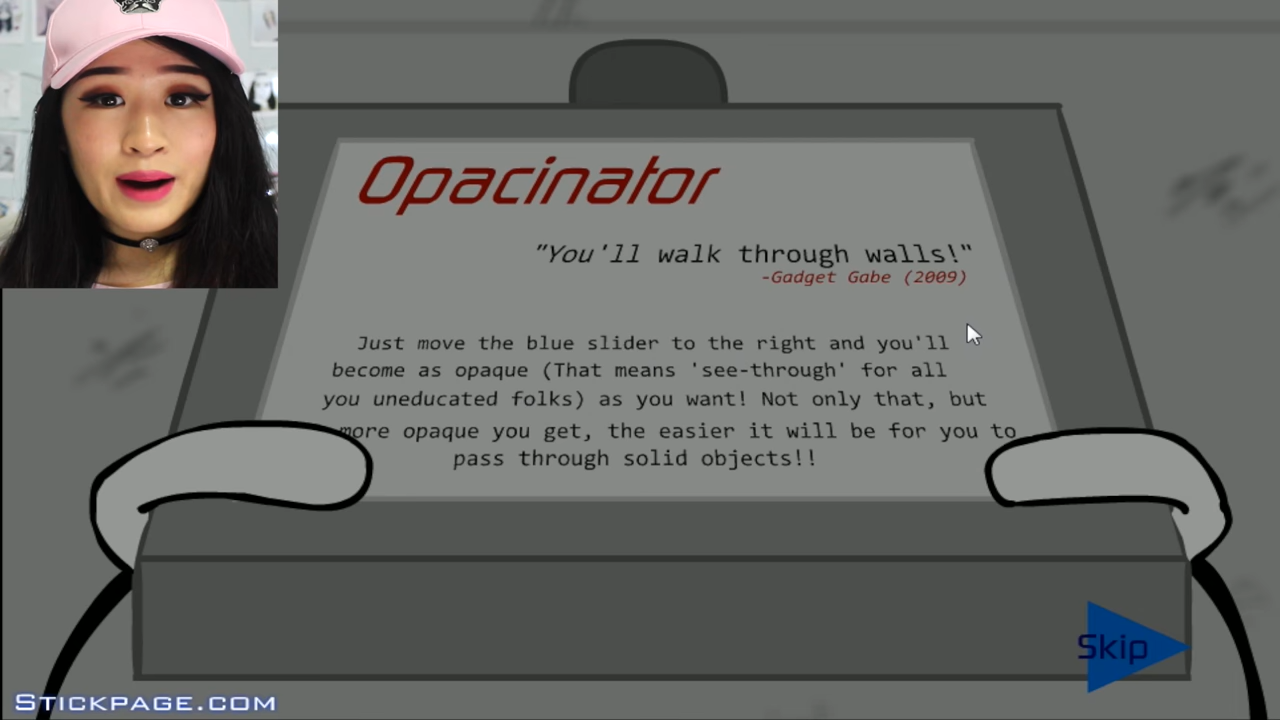 Opacinator
"You'll walk through walls!"
-Gadget Gabe (2009)
Just move the blue slider to the right and you'll
become as opaque (That means 'see-through' for all
you uneducated folks) as you want! Not only that, but
more opaque you get, the easier it will be for you to
pass through solid objects!!
Skip
STICKPAGE.COM